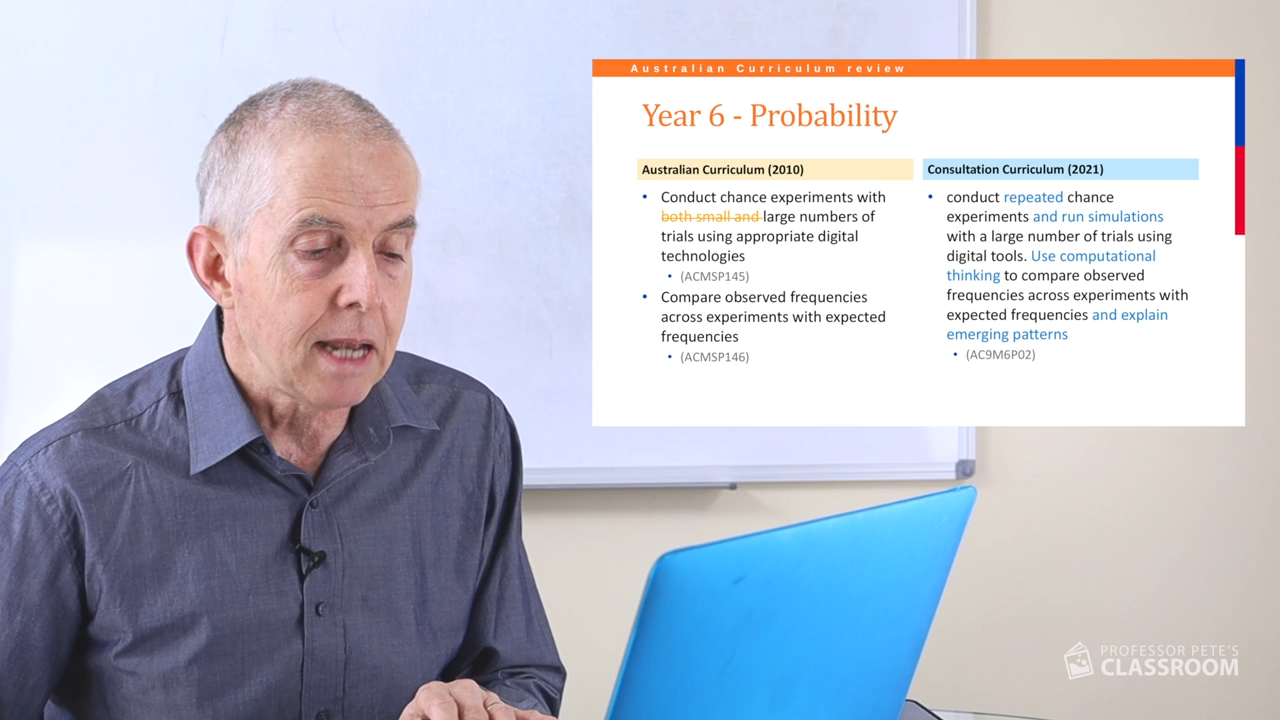 Australian Curriculum review
Year 6 - Probability
Australian Curriculum (2010)
• Conduct chance experiments with
both small and large numbers of
trials using appropriate digital
technologies
• (ACMSP145)
• Compare observed frequencies
across experiments with expected
frequencies
• (ACMSP146)
Consultation Curriculum (2021)
• conduct repeated chance
experiments and run simulations
with a large number of trials using
digital tools. Use computational
thinking to compare observed
frequencies across experiments with
expected frequencies and explain
emerging patterns
• (AC9M6P02)
PROFESSOR PETE'S
CLASSROOM